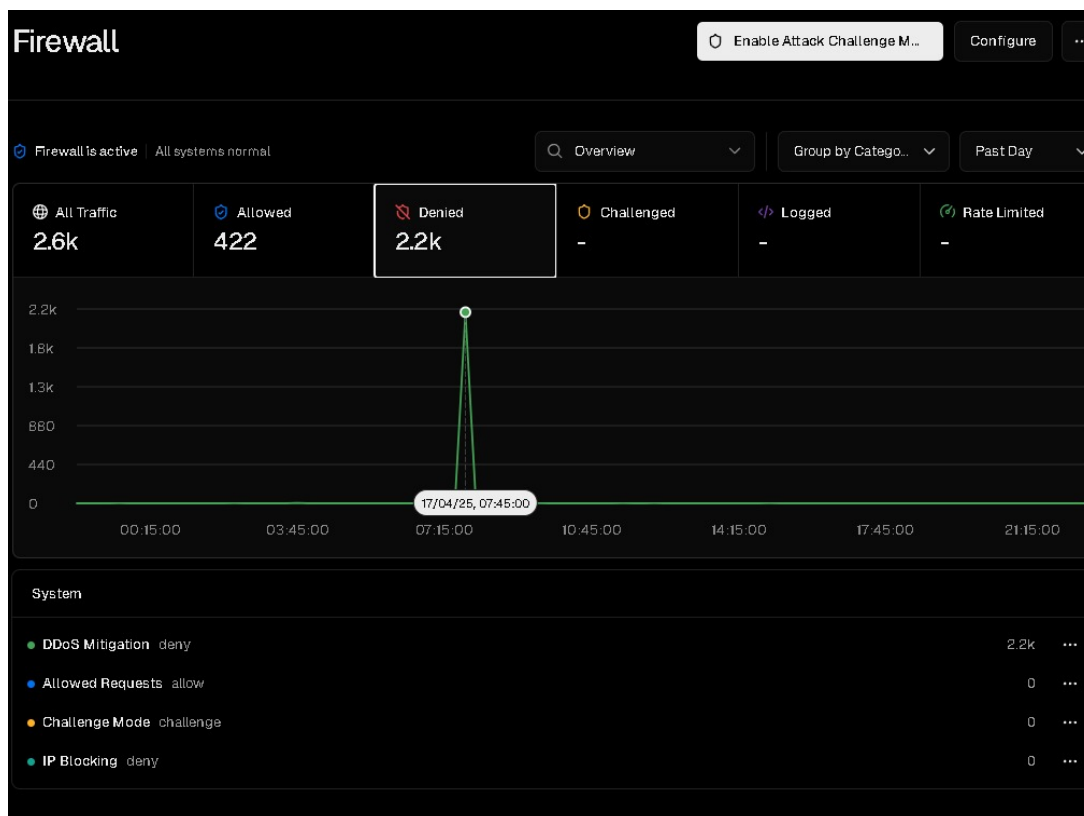 Firewall
Enable Attack Challenge M...
Configure
...
Firewall is active | All systems normal
Overview
Group by Catego...
Past Day
All Traffic
2.6k
Allowed
422
Denied
2.2k
Challenged
-
Logged
-
Rate Limited
-
2.2k
1.8k
1.3k
880
440
0
17/04/25, 07:45:00
00:15:00 03:45:00 07:15:00 10:45:00 14:15:00 17:45:00 21:15:00
System
DDoS Mitigation deny 2.2k ...
Allowed Requests allow 0 ...
Challenge Mode challenge 0 ...
IP Blocking deny 0 ...